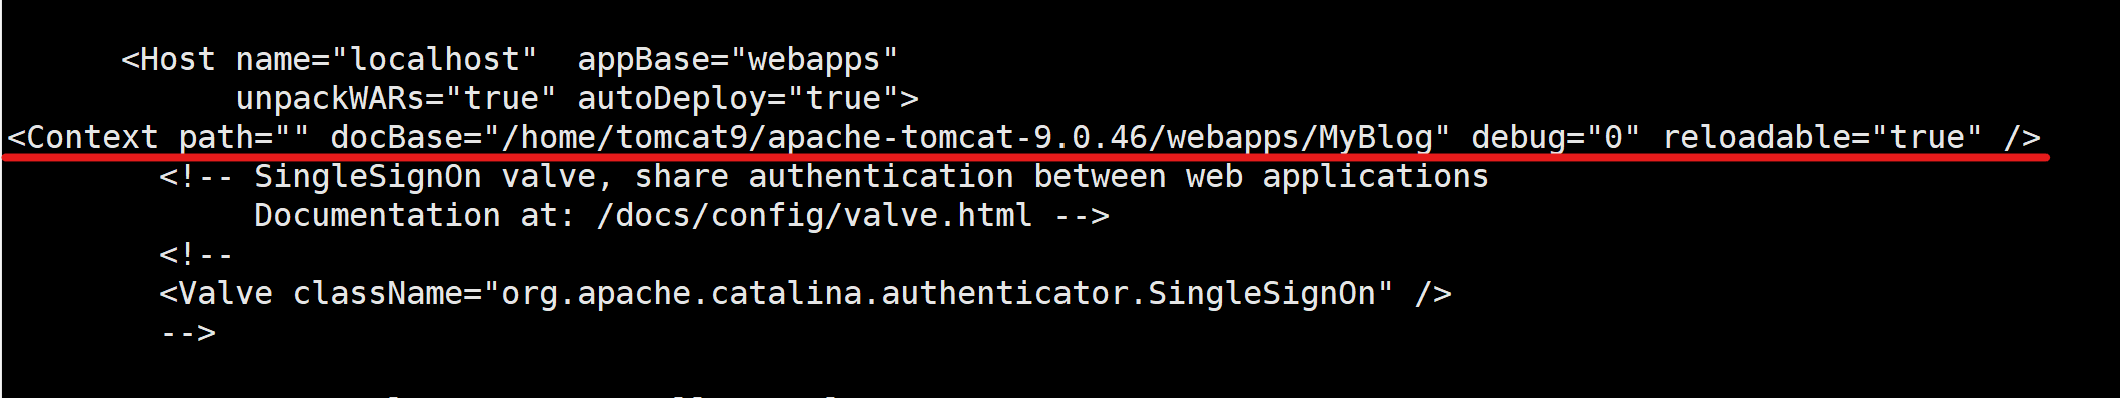 <Host name="localhost"  appBase="webapps"
unpackWARs="true" autoDeploy="true">
<Context path="" docBase="/home/tomcat9/apache-tomcat-9.0.46/webapps/MyBlog" debug="0" reloadable="true" />
<!-- SingleSignOn valve, share authentication between web applications
Documentation at: /docs/config/valve.html -->
<!--
<Valve className="org.apache.catalina.authenticator.SingleSignOn" />
-->